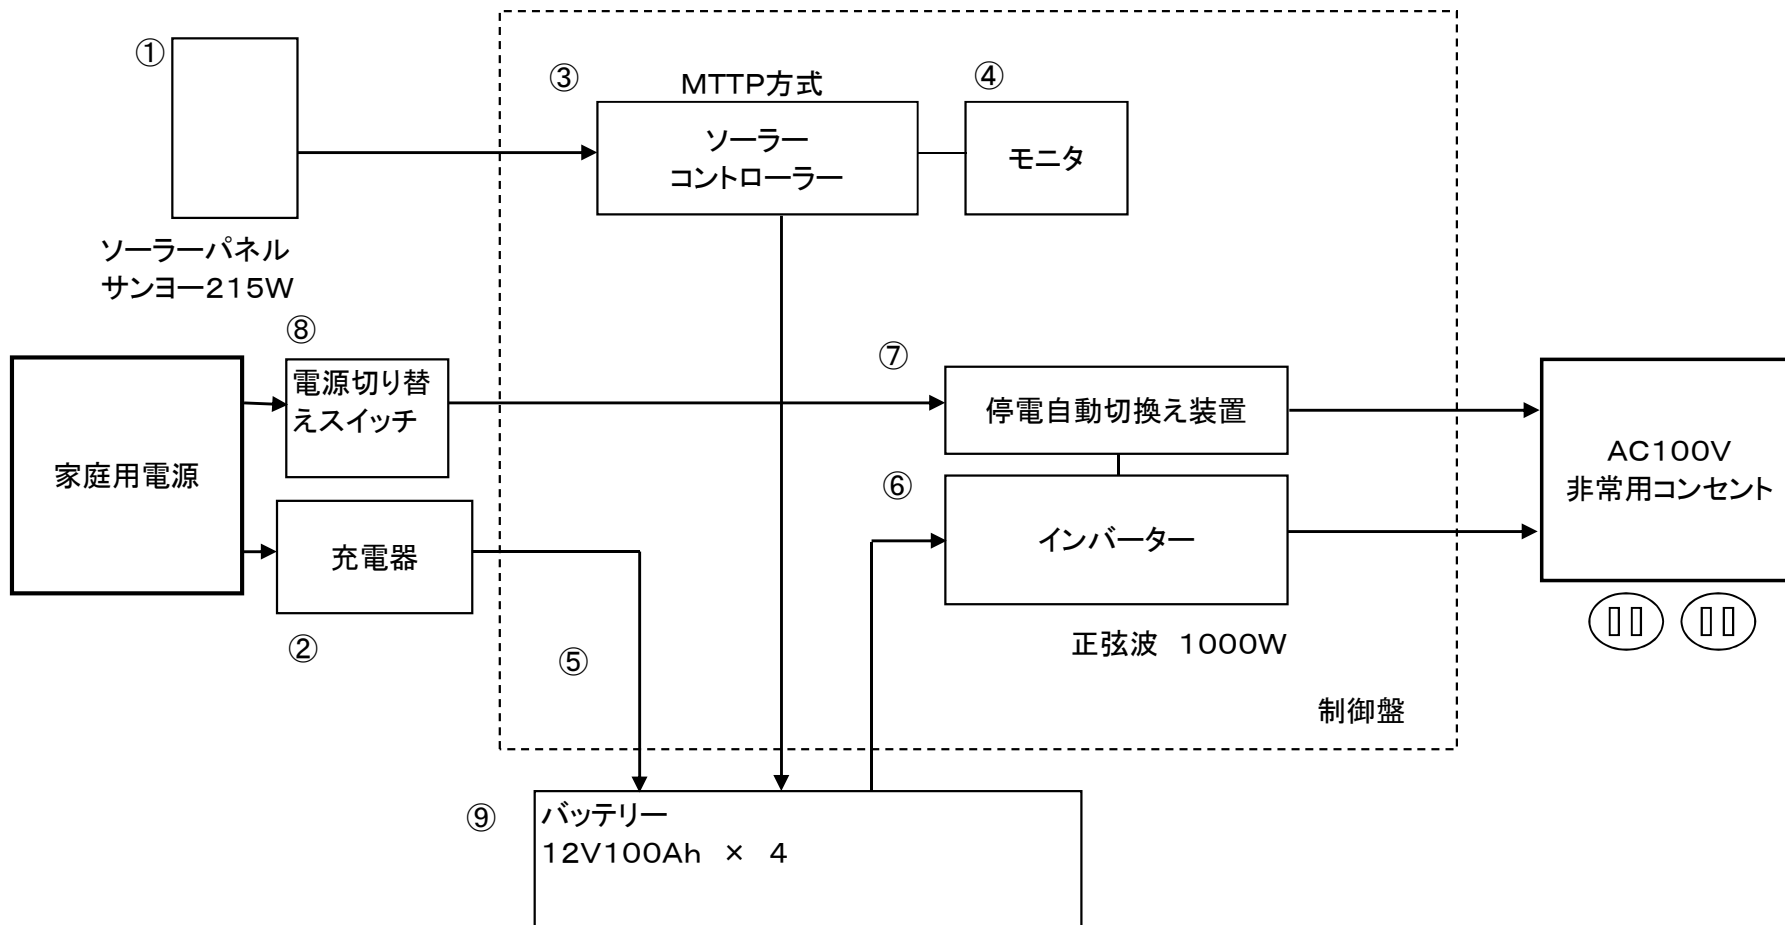 ①
③
MTTP方式
④
ソーラー
コントローラー
モニタ
ソーラーパネル
サンヨー215W
⑧
電源切り替
えスイッチ
⑦
停電自動切換え装置
家庭用電源
AC100V
非常用コンセント
⑥
インバーター
充電器
②
⑤
正弦波 1000W
制御盤
⑨
バッテリー
12V100Ah × 4